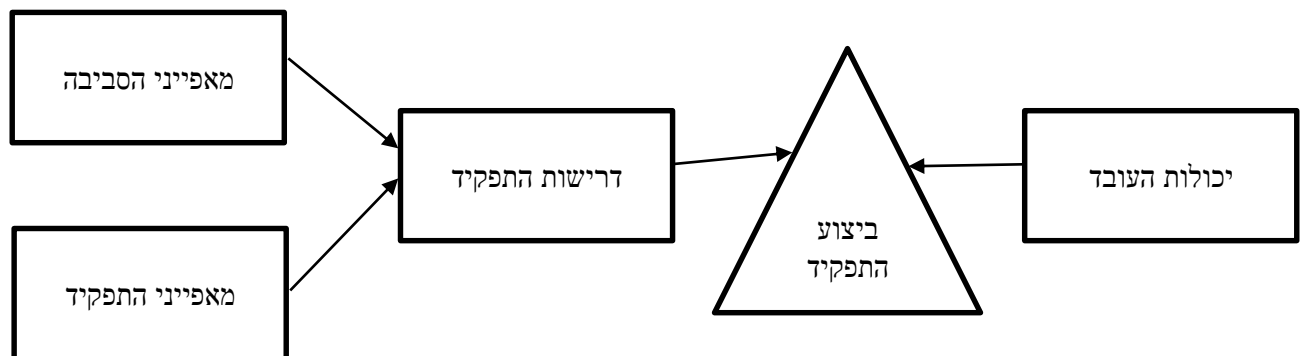 מאפייני הסביבה
דרישות התפקיד
יכולות העובד
ביצוע
התפקיד
מאפייני התפקיד